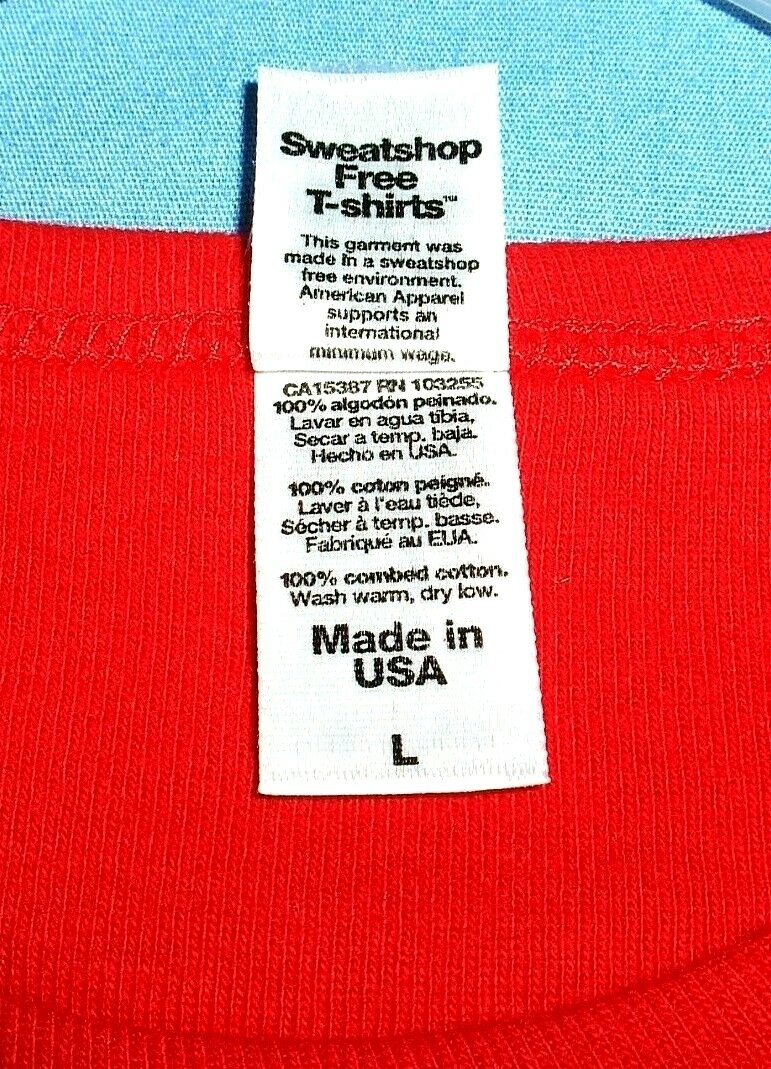 Sweatshop
Free
T-shirts™
This garment was
made in a sweatshop
free environment.
American Apparel
supports an
international
minimum wage.
CA15387 RN 103255
100% algodón peinado.
Lavar en agua tibia,
Secar a temp. baja.
Hecho en USA.
100% coton peigné.
Laver à l'eau tiède,
Sécher à temp. basse.
Fabriqué au EUA.
100% combed cotton.
Wash warm, dry low.
Made in
USA
L